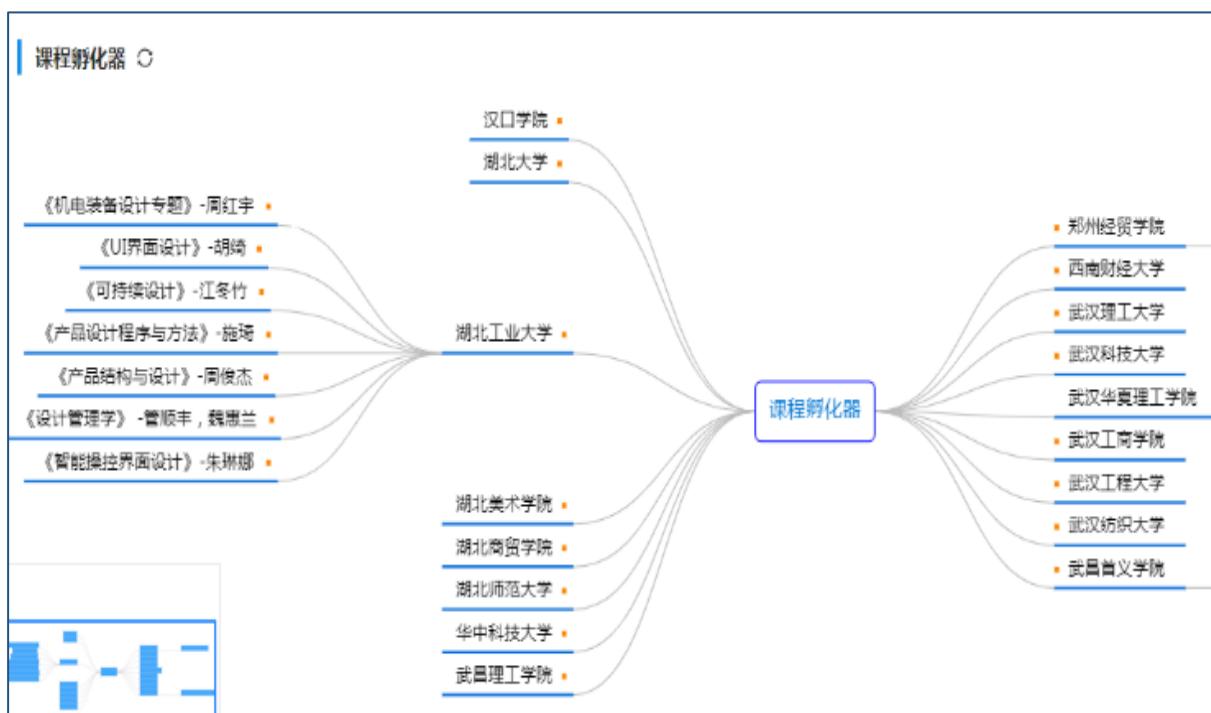 课程孵化器
汉口学院
湖北大学
《机电装备设计专题》-周红宇
《UI界面设计》-胡绮
《可持续设计》-江冬竹
《产品设计程序与方法》-施琦
《产品结构与设计》-周俊杰
《设计管理学》 -管顺丰，魏惠兰
《智能操控界面设计》-朱琳娜
湖北工业大学
湖北美术学院
湖北商贸学院
湖北师范大学
华中科技大学
武昌理工学院
课程孵化器
郑州经贸学院
西南财经大学
武汉理工大学
武汉科技大学
武汉华夏理工学院
武汉工商学院
武汉工程大学
武汉纺织大学
武昌首义学院